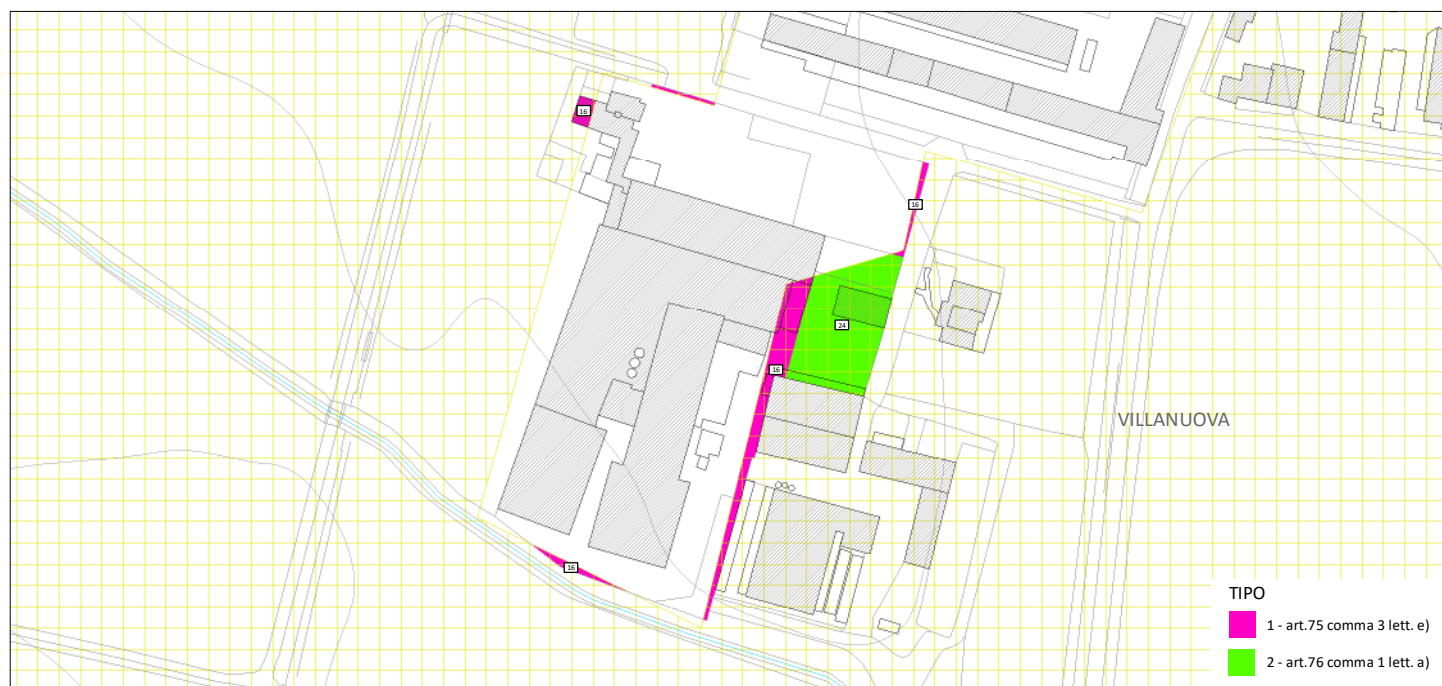 16
16
24
16
VILLANUOVA
16
TIPO
1 - art.75 comma 3 lett. e)
2 - art.76 comma 1 lett. a)